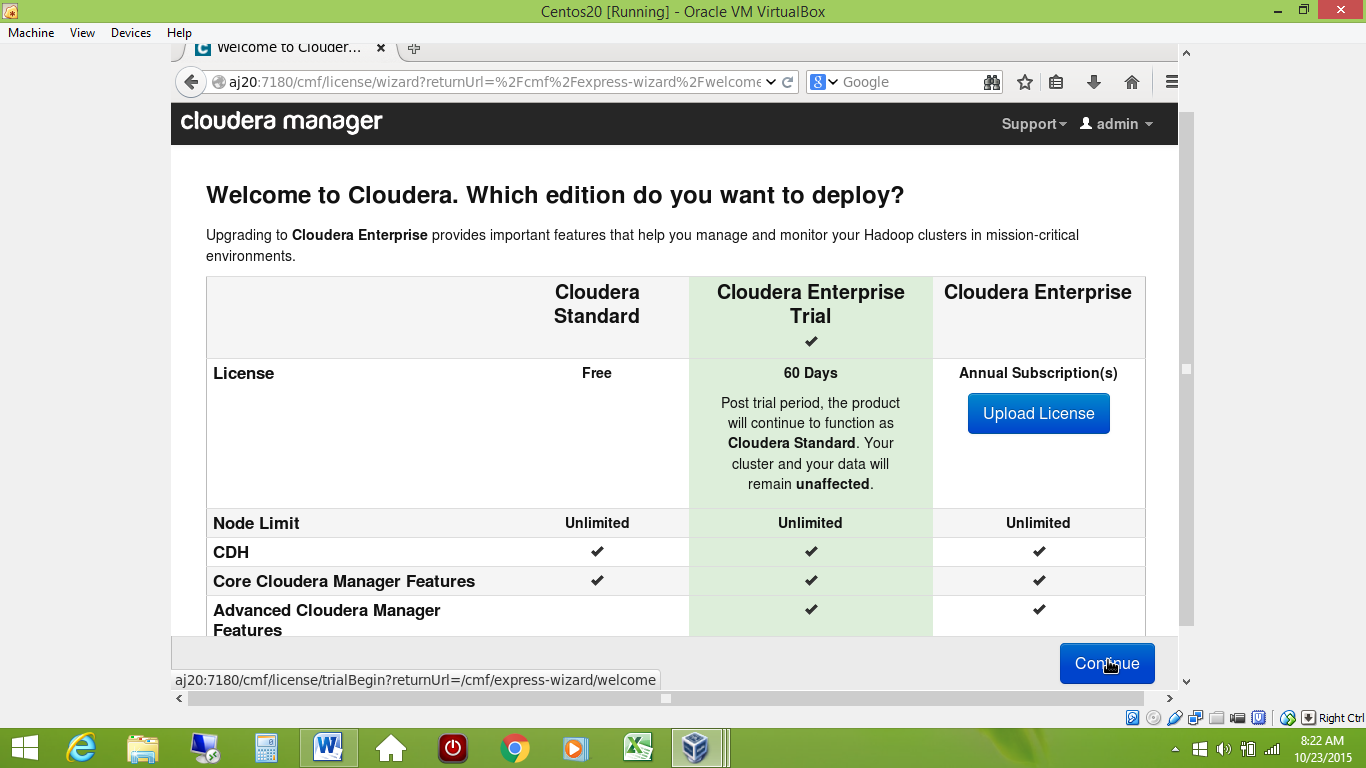 Centos20 [Running] - Oracle VM VirtualBox
Machine View Devices Help
Welcome to Clouder...
aj20:7180/cmf/license/wizard?returnUrl=%2Fcmf%2Fexpress-wizard%2Fwelcome
Google
cloudera manager
Support admin
Welcome to Cloudera. Which edition do you want to deploy?
Upgrading to Cloudera Enterprise provides important features that help you manage and monitor your Hadoop clusters in mission-critical
environments.
Cloudera
Standard
Cloudera Enterprise
Trial
Cloudera Enterprise
License
Free
60 Days
Post trial period, the product
will continue to function as
Cloudera Standard. Your
cluster and your data will
remain unaffected.
Annual Subscription(s)
Upload License
Node Limit Unlimited Unlimited Unlimited
CDH
Core Cloudera Manager Features
Advanced Cloudera Manager
Features
Continue
aj20:7180/cmf/license/trialBegin?returnUrl=/cmf/express-wizard/welcome
Right Ctrl
8:22 AM
10/23/2015